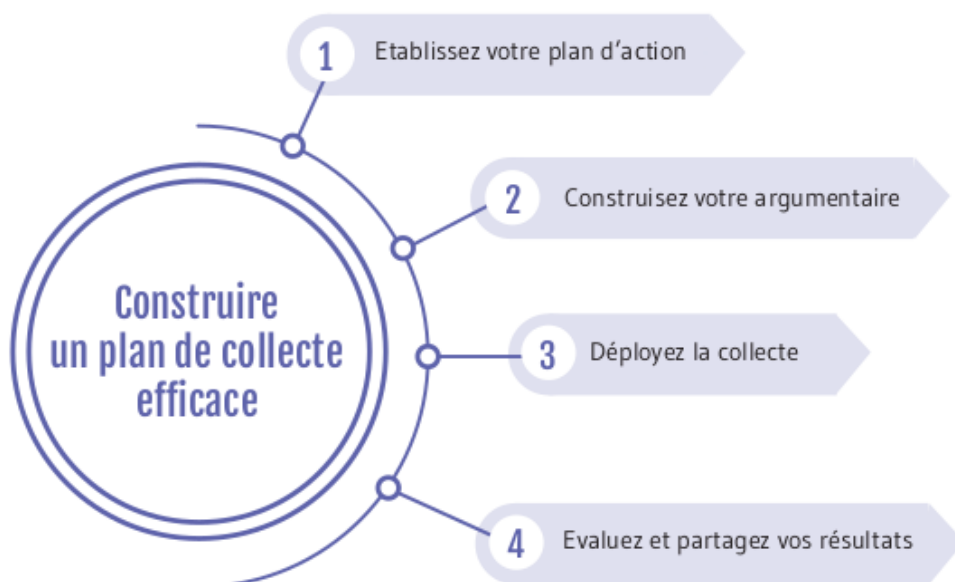 1 Etablissez votre plan d'action
2 Construisez votre argumentaire
Construire
un plan de collecte
efficace
3 Déployez la collecte
4 Evaluez et partagez vos résultats